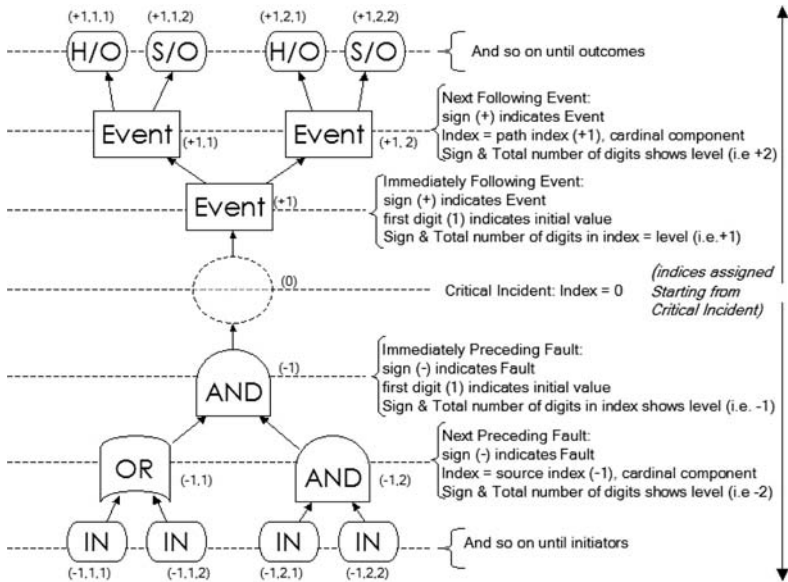 (+1,1,1) (+1,1,2) (+1,2,1) (+1,2,2)
H/O S/O H/O S/O
And so on until outcomes
Next Following Event:
sign (+) indicates Event
Index = path index (+1), cardinal component
Sign & Total number of digits shows level (i.e +2)
Event (+1,1) Event (+1, 2)
Immediately Following Event:
sign (+) indicates Event
first digit (1) indicates initial value
Sign & Total number of digits in index = level (i.e.+1)
Event (+1)
(0)
Critical Incident: Index = 0
(indices assigned
Starting from
Critical Incident)
Immediately Preceding Fault:
sign (-) indicates Fault
first digit (1) indicates initial value
Sign & Total number of digits in index shows level (i.e. -1)
AND (-1)
Next Preceding Fault:
sign (-) indicates Fault
Index = source index (-1), cardinal component
Sign & Total number of digits shows level (i.e -2)
OR (-1,1) AND (-1,2)
IN IN IN IN
And so on until initiators
(-1,1,1) (-1,1,2) (-1,2,1) (-1,2,2)